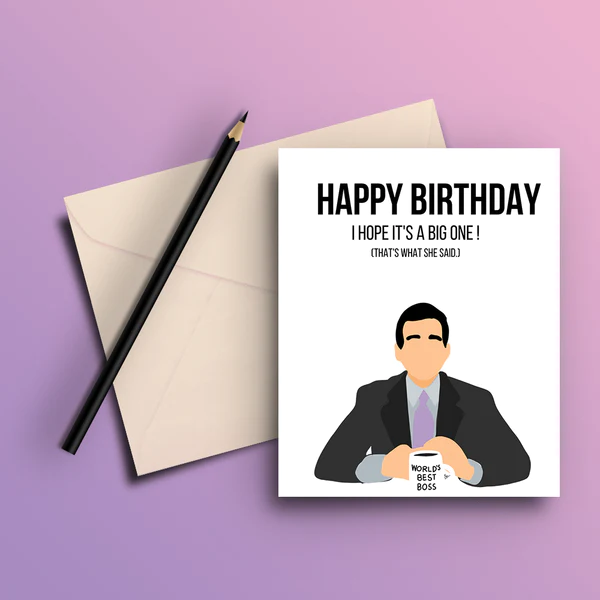 HAPPY BIRTHDAY
I HOPE IT'S A BIG ONE !
(THAT'S WHAT SHE SAID.)
WORLD'S
BEST
BOSS